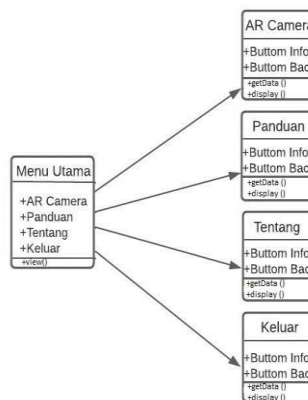 Menu Utama
+AR Camera
+Panduan
+Tentang
+Keluar
+view()
AR Camera
+Buttom Info
+Buttom Bac
+getData ()
+display ()
Panduan
+Buttom Info
+Buttom Bac
+getData ()
+display ()
Tentang
+Buttom Info
+Buttom Bac
+getData ()
+display ()
Keluar
+Buttom Info
+Buttom Bac
+getData ()
+display ()